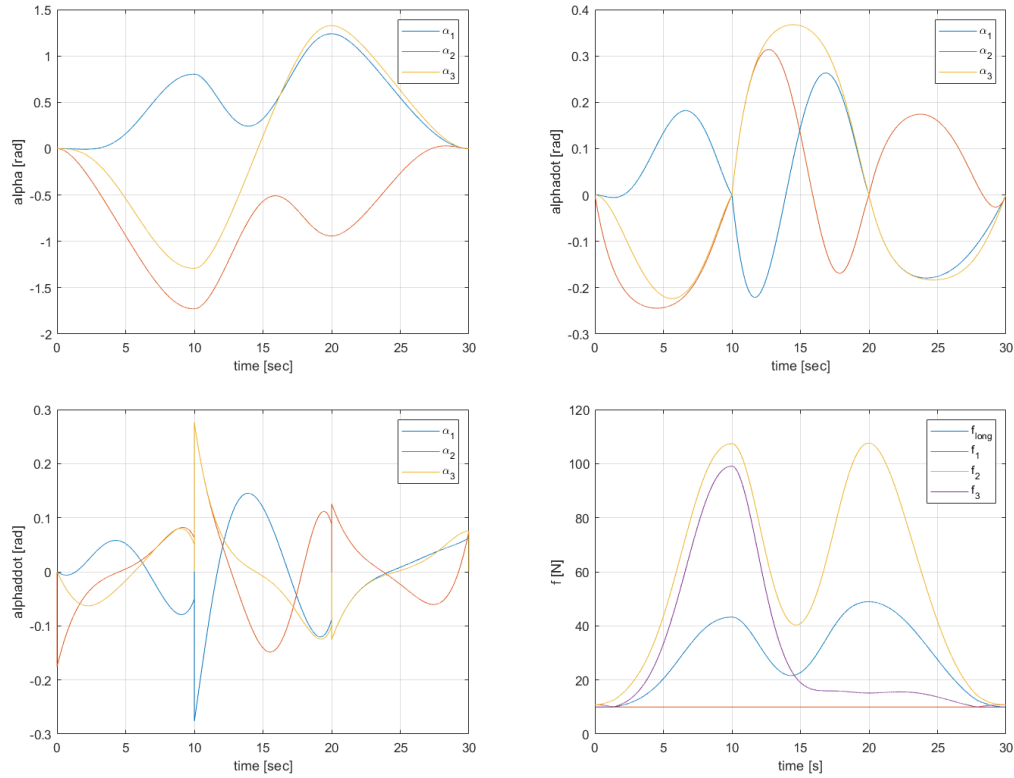 1.5
1
0.5
0
-0.5
-1
-1.5
-2
alpha [rad]
0 5 10 15 20 25 30
time [sec]
α1
α2
α3
0.4
0.3
0.2
0.1
0
-0.1
-0.2
-0.3
alphadot [rad]
0 5 10 15 20 25 30
time [sec]
α1
α2
α3
0.3
0.2
0.1
0
-0.1
-0.2
-0.3
alphaddot [rad]
0 5 10 15 20 25 30
time [sec]
α1
α2
α3
120
100
80
60
40
20
0
f [N]
0 5 10 15 20 25 30
time [s]
flong
f1
f2
f3